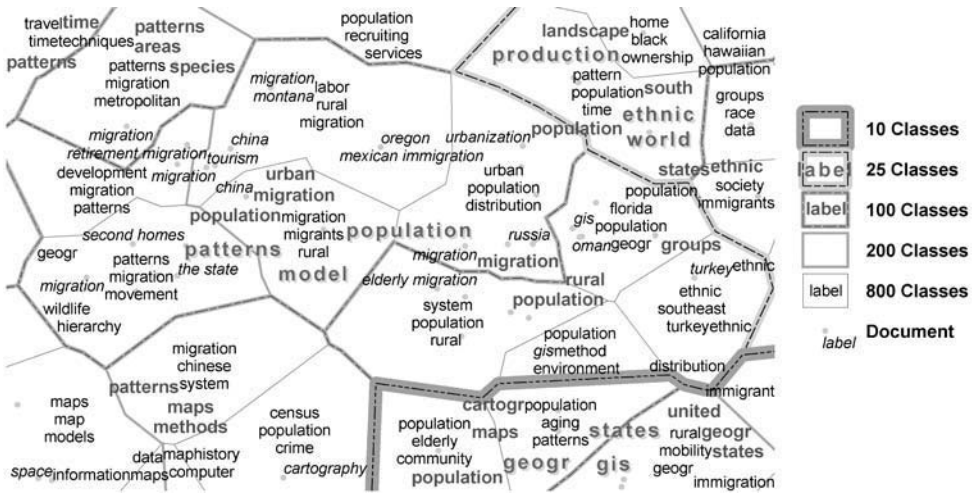 travel time
time techniques
patterns
patterns
areas
patterns species
migration
metropolitan
population
recruiting
services
landscape
production
home
black
ownership
california
hawaiian
population
pattern
population
time
south
ethnic
world
groups
race
data
migration
montana
labor
rural
migration
migration
retirement migration
development
migration
migration
patterns
china
tourism
china
oregon
mexican immigration
urbanization
population
urban
migration
urban
population
distribution
states ethnic
society
immigrants
population
florida
population
geogr
gis
oman
groups
population
migration
migrants
rural
patterns
model
population
migration
russia
migration
second homes
geogr
patterns
migration
movement
the state
migration
wildlife
hierarchy
elderly migration
system
population
rural
rural
population
turkey ethnic
ethnic
southeast
turkey ethnic
population
gis method
environment
distribution
immigrant
migration
chinese
system
patterns
maps
methods
maps
map
models
space
information maps
data map history
computer
census
population
crime
cartography
cartogr population
aging
patterns
maps
population
elderly
community
population
geogr
states
gis
united
rural geogr
mobility states
geogr
immigration
10 Classes
label
25 Classes
label
100 Classes
200 Classes
label
800 Classes
label
Document